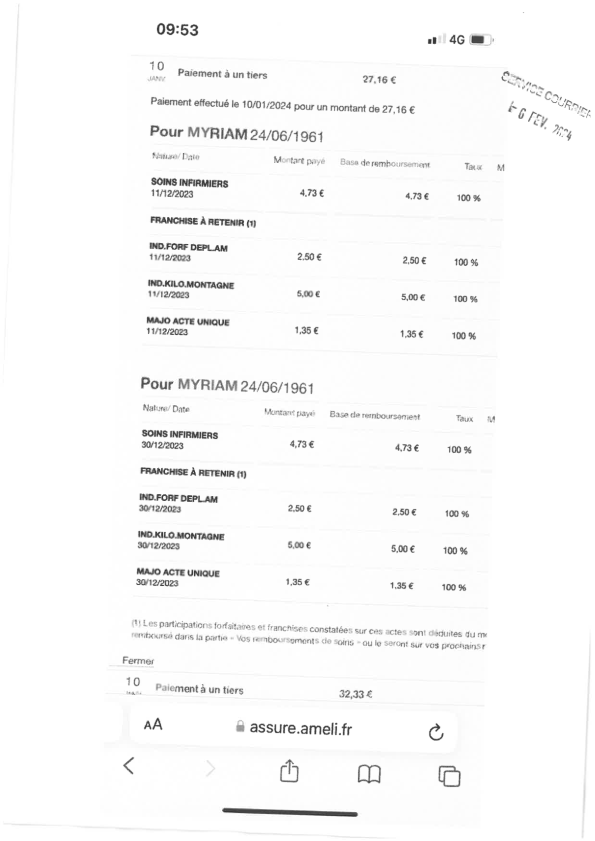 09:53
4G
10 Paiement à un tiers 27,16 €
JANV
Paiement effectué le 10/01/2024 pour un montant de 27,16 €
SERVICE COURRIER
6 FEV. 2024
Pour MYRIAM 24/06/1961
Nature/ Date Montant payé Base de remboursement Taux M
SOINS INFIRMIERS
11/12/2023 4,73 € 4,73 € 100 %
FRANCHISE À RETENIR (1)
IND.FORF DEPL.AM
11/12/2023 2,50 € 2,50 € 100 %
IND.KILO.MONTAGNE
11/12/2023 5,00 € 5,00 € 100 %
MAJO ACTE UNIQUE
11/12/2023 1,35 € 1,35 € 100 %
Pour MYRIAM 24/06/1961
Nature/ Date Montant payé Base de remboursement Taux M
SOINS INFIRMIERS
30/12/2023 4,73 € 4,73 € 100 %
FRANCHISE À RETENIR (1)
IND.FORF DEPL.AM
30/12/2023 2,50 € 2,50 € 100 %
IND.KILO.MONTAGNE
30/12/2023 5,00 € 5,00 € 100 %
MAJO ACTE UNIQUE
30/12/2023 1,35 € 1,35 € 100 %
(1) Les participations forfaitaires et franchises constatées sur ces actes sont déduites du
remboursé dans la partie « Vos remboursements de soins » ou le seront sur vos prochains r
Fermer
10 Paiement à un tiers 32,33 €
AA assure.ameli.fr